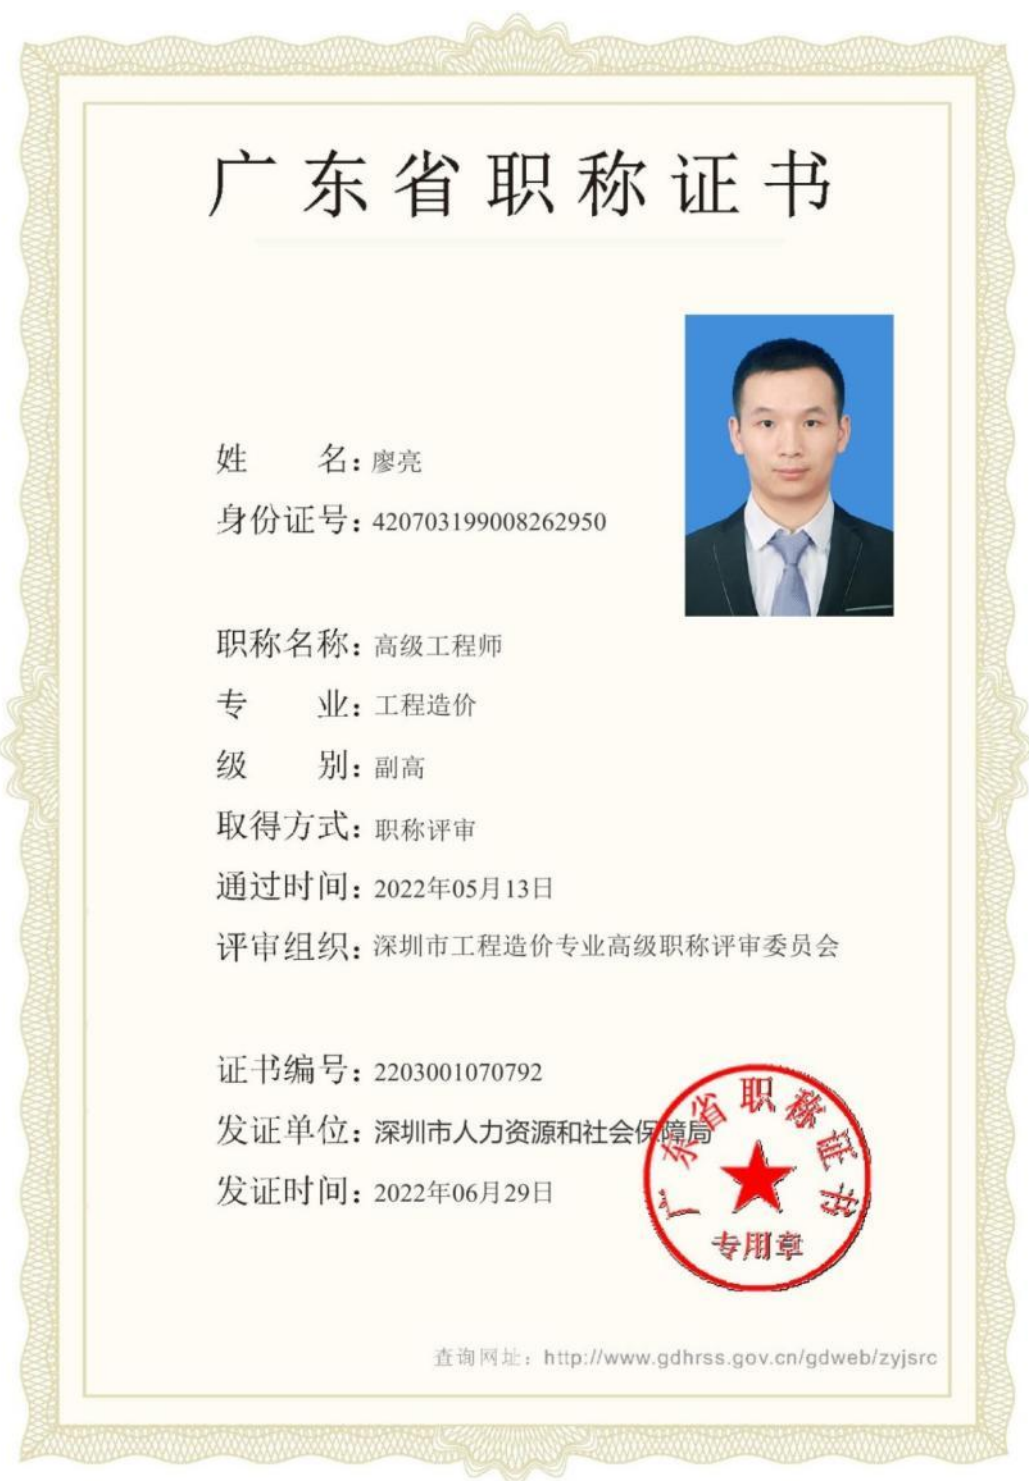 广东省职称证书
姓 名：廖亮
身份证号：420703199008262950
职称名称：高级工程师
专 业：工程造价
级 别：副高
取得方式：职称评审
通过时间：2022年05月13日
评审组织：深圳市工程造价专业高级职称评审委员会
证书编号：2203001070792
发证单位：深圳市人力资源和社会保障局
发证时间：2022年06月29日
广东省职称证书
专用章
查询网址：http://www.gdhrss.gov.cn/gdweb/zyjsrc